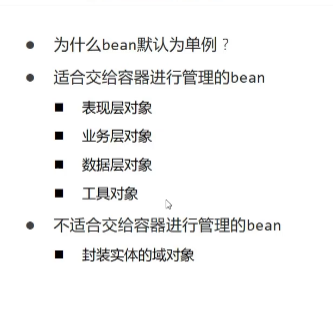 为什么bean默认为单例？
适合交给容器进行管理的bean
表现层对象
业务层对象
数据层对象
工具对象
不适合交给容器进行管理的bean
封装实体的域对象